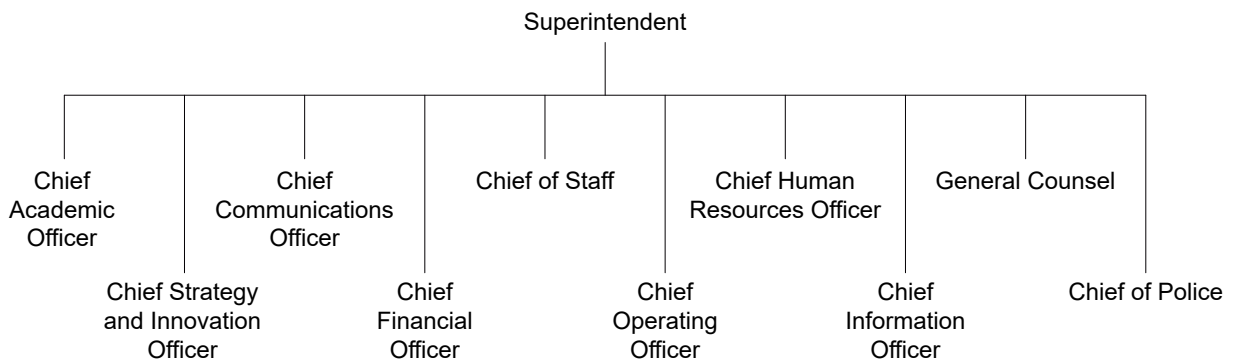 Superintendent
Chief
Academic
Officer
Chief
Communications
Officer
Chief of Staff
Chief Human
Resources Officer
General Counsel
Chief Strategy
and Innovation
Officer
Chief
Financial
Officer
Chief
Operating
Officer
Chief
Information
Officer
Chief of Police